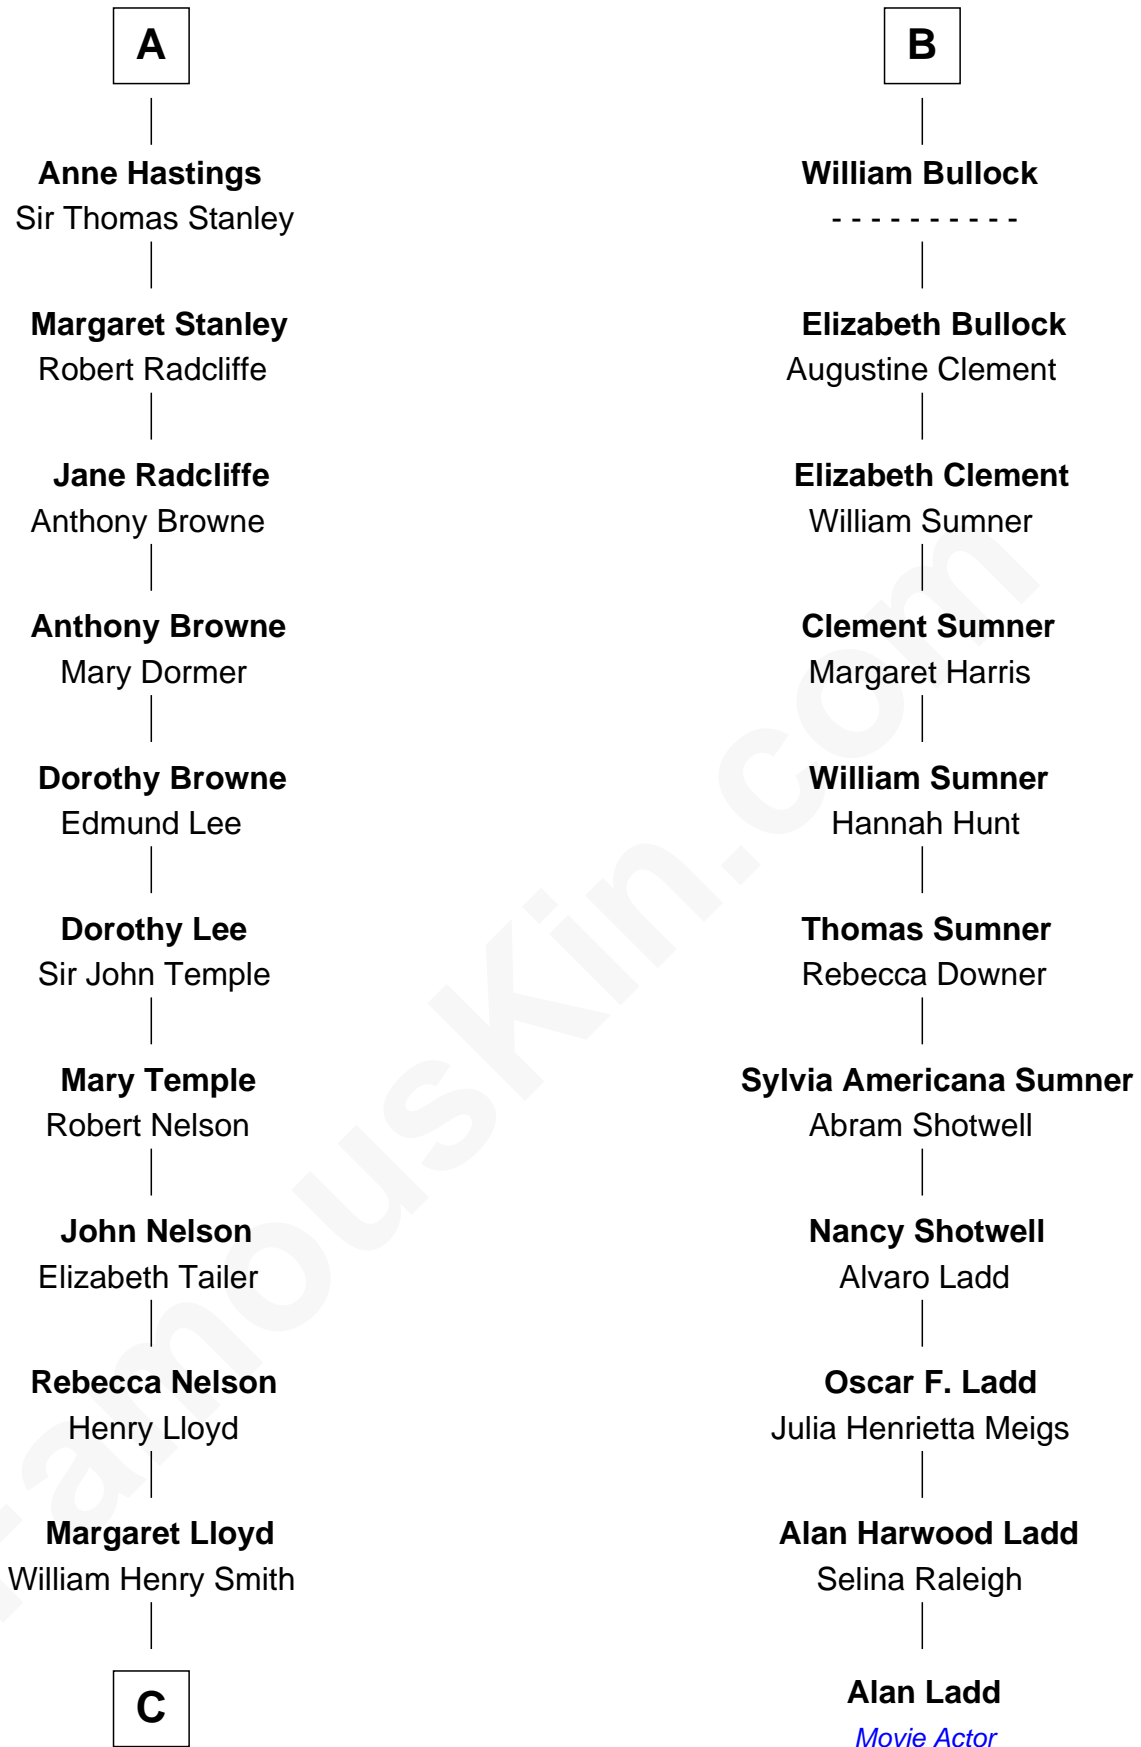 A
Anne Hastings
Sir Thomas Stanley
Margaret Stanley
Robert Radcliffe
Jane Radcliffe
Anthony Browne
Anthony Browne
Mary Dormer
Dorothy Browne
Edmund Lee
Dorothy Lee
Sir John Temple
Mary Temple
Robert Nelson
John Nelson
Elizabeth Tailer
Rebecca Nelson
Henry Lloyd
Margaret Lloyd
William Henry Smith
C
B
William Bullock
- - - - - - - - - -
Elizabeth Bullock
Augustine Clement
Elizabeth Clement
William Sumner
Clement Sumner
Margaret Harris
William Sumner
Hannah Hunt
Thomas Sumner
Rebecca Downer
Sylvia Americana Sumner
Abram Shotwell
Nancy Shotwell
Alvaro Ladd
Oscar F. Ladd
Julia Henrietta Meigs
Alan Harwood Ladd
Selina Raleigh
Alan Ladd
Movie Actor
FamousKin.com